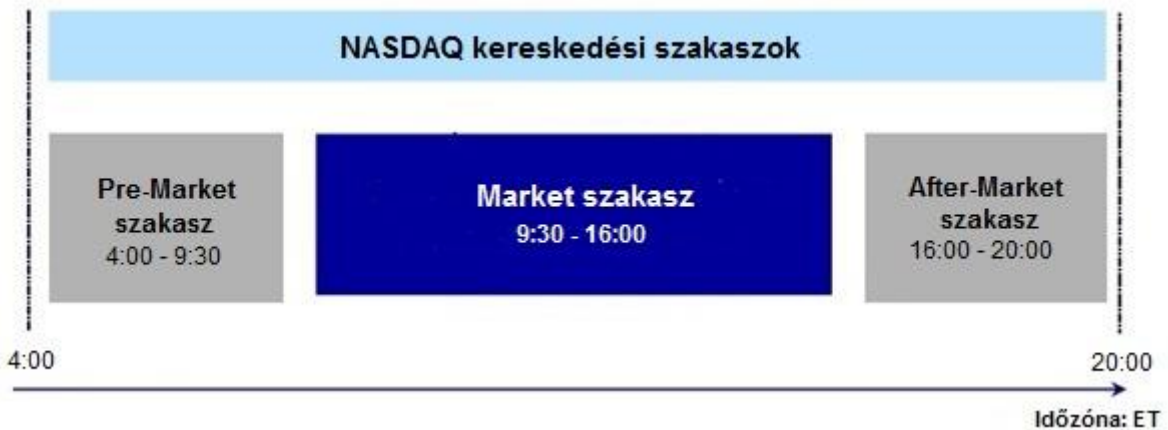 NASDAQ kereskedési szakaszok
Pre-Market
szakasz
4:00 - 9:30
Market szakasz
9:30 - 16:00
After-Market
szakasz
16:00 - 20:00
4:00
20:00
Időzóna: ET